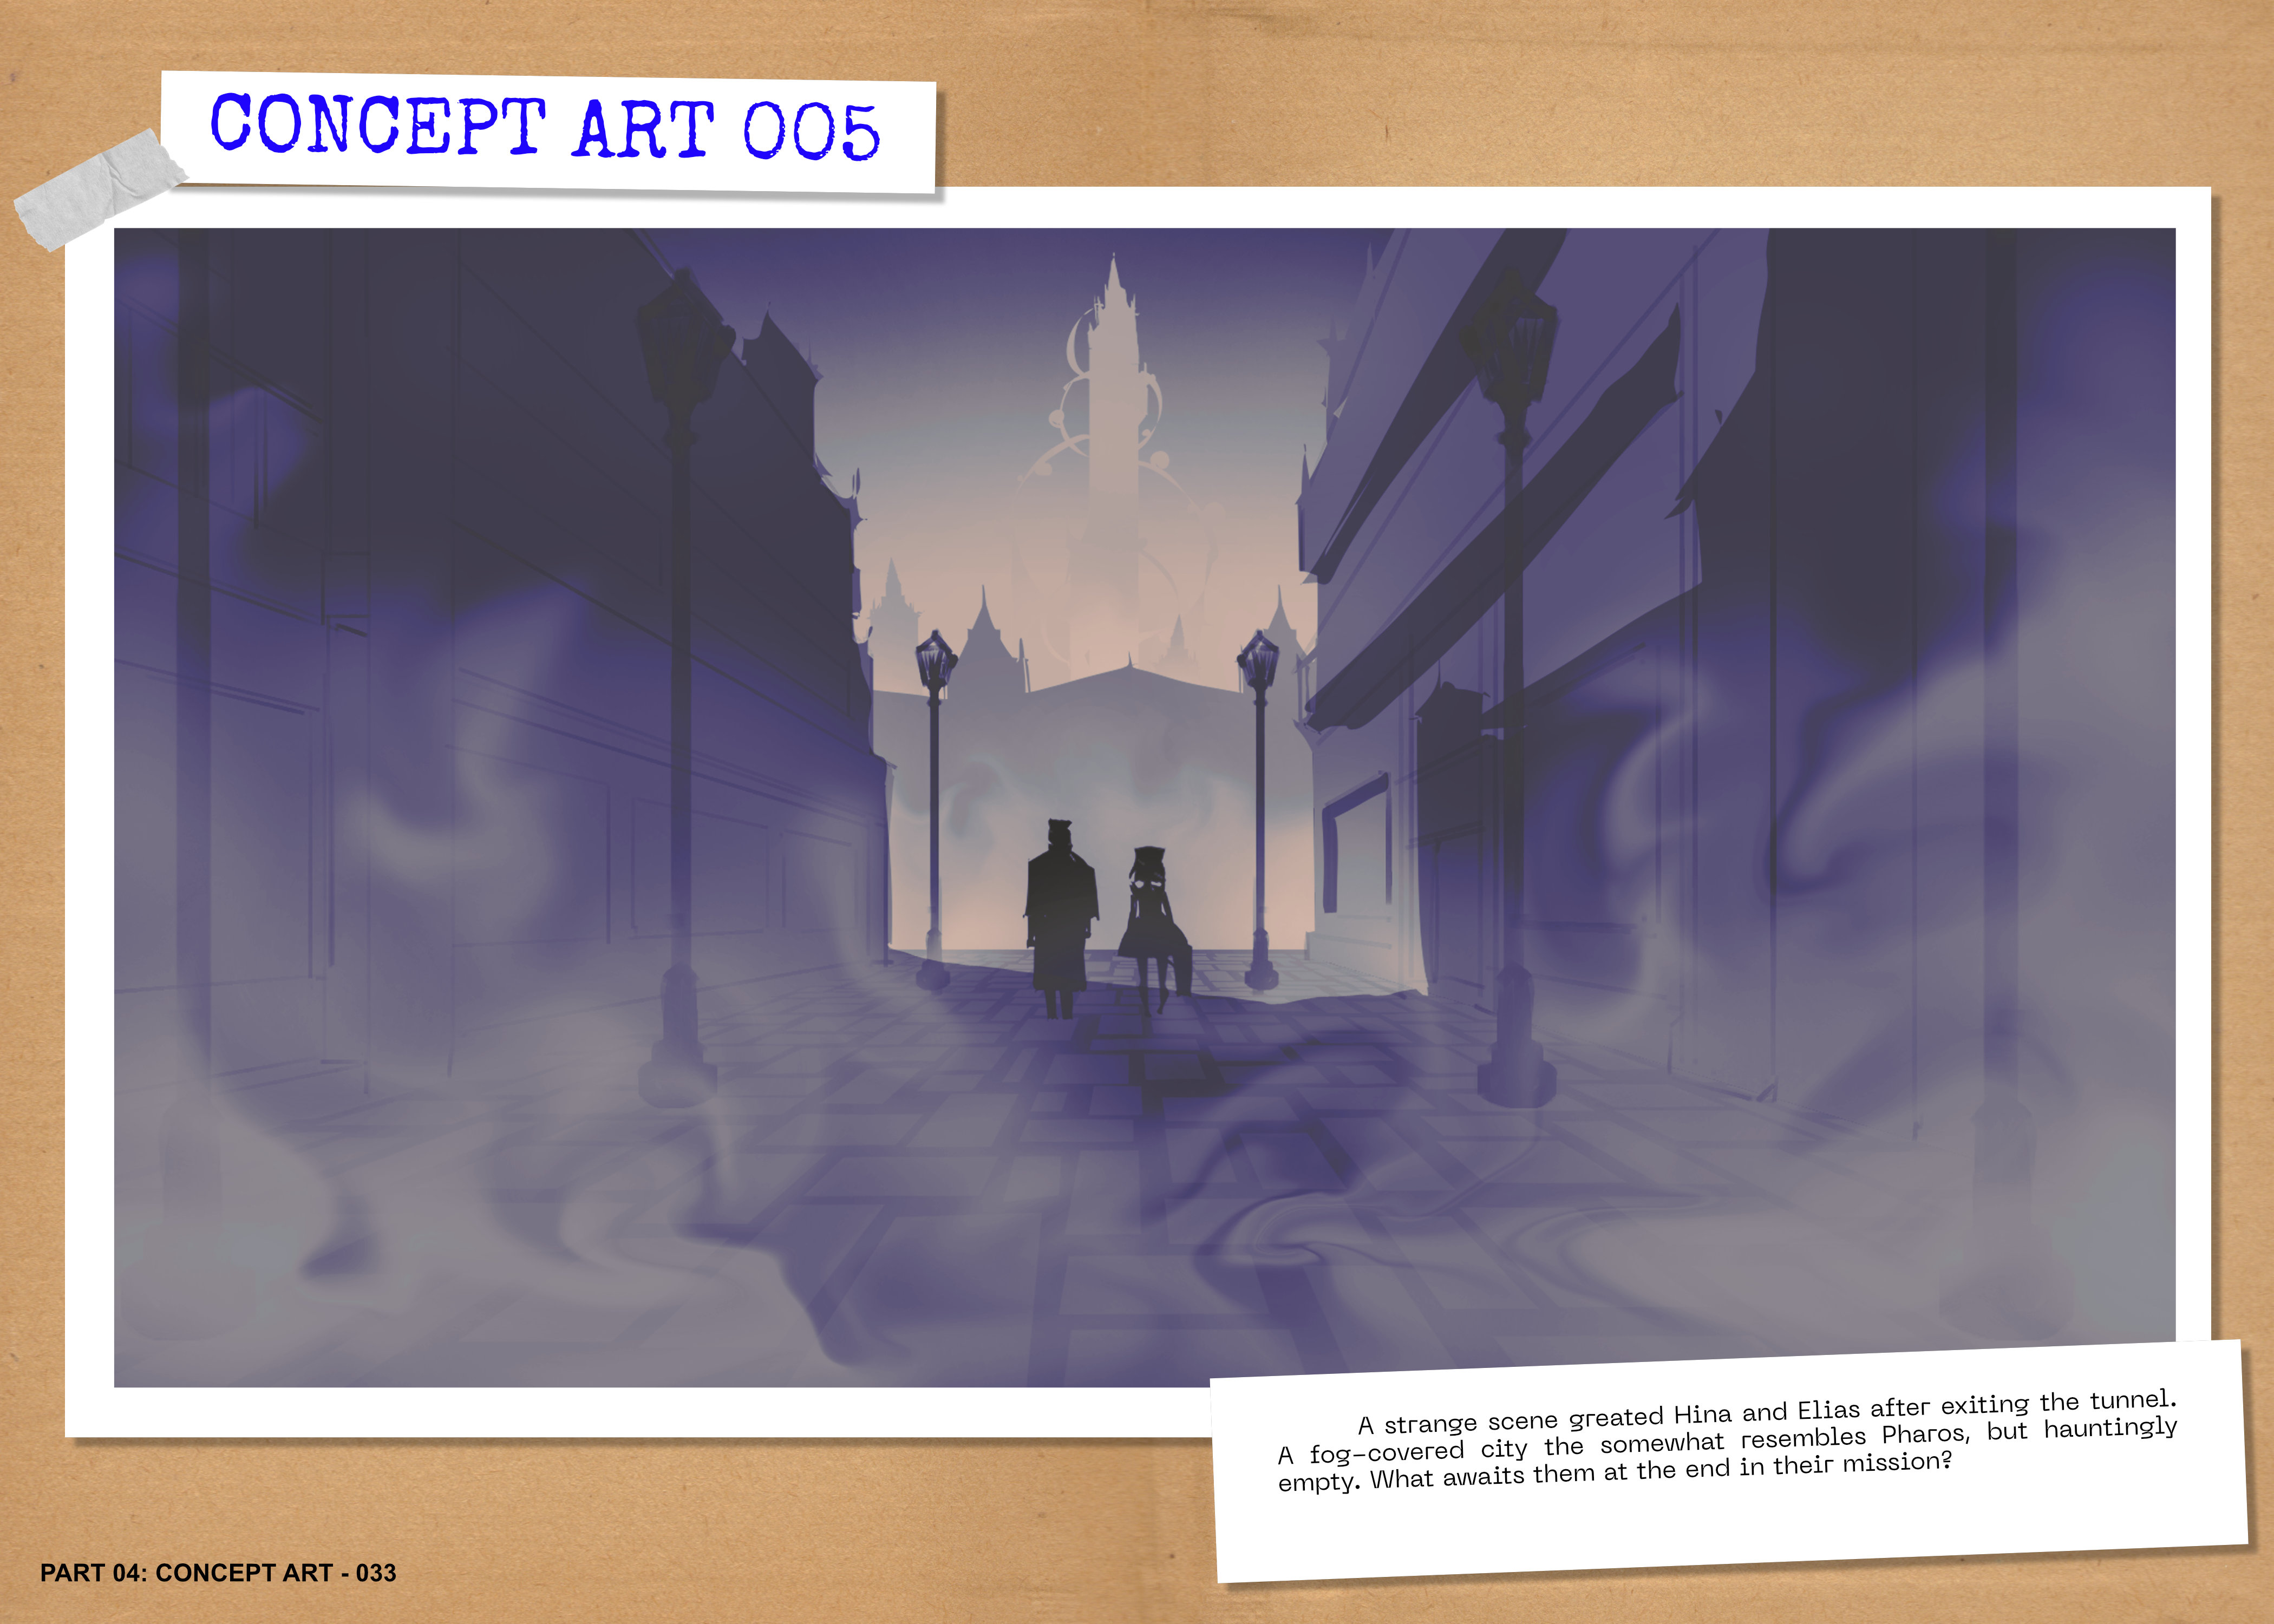 CONCEPT ART 005
A strange scene greated Hina and Elias after exiting the tunnel.
A fog-covered city the somewhat resembles Pharos, but hauntingly
empty. What awaits them at the end in their mission?
PART 04: CONCEPT ART - 033